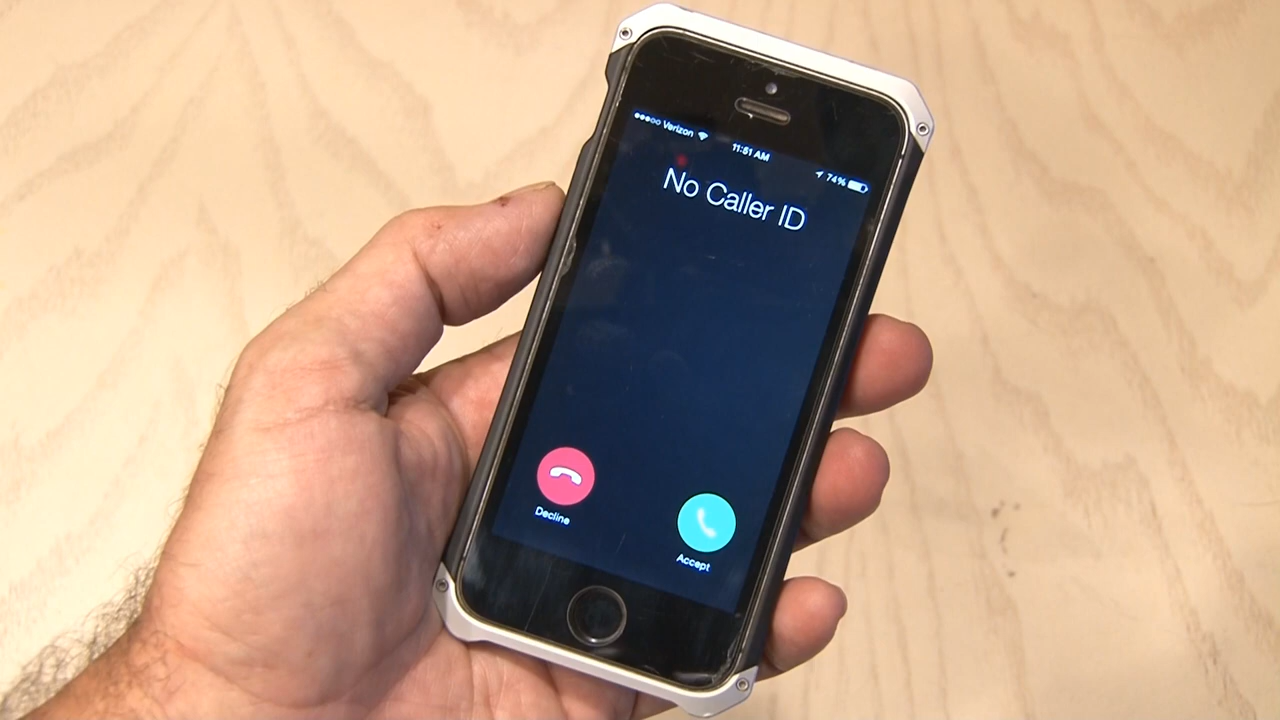 Verizon
11:51 AM
74%
No Caller ID
Decline
Accept